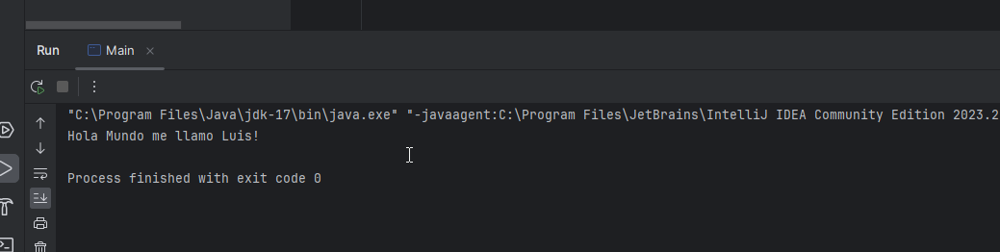 Run Main
"C:\Program Files\Java\jdk-17\bin\java.exe" "-javaagent:C:\Program Files\JetBrains\IntelliJ IDEA Community Edition 2023.2
Hola Mundo me llamo Luis!
Process finished with exit code 0